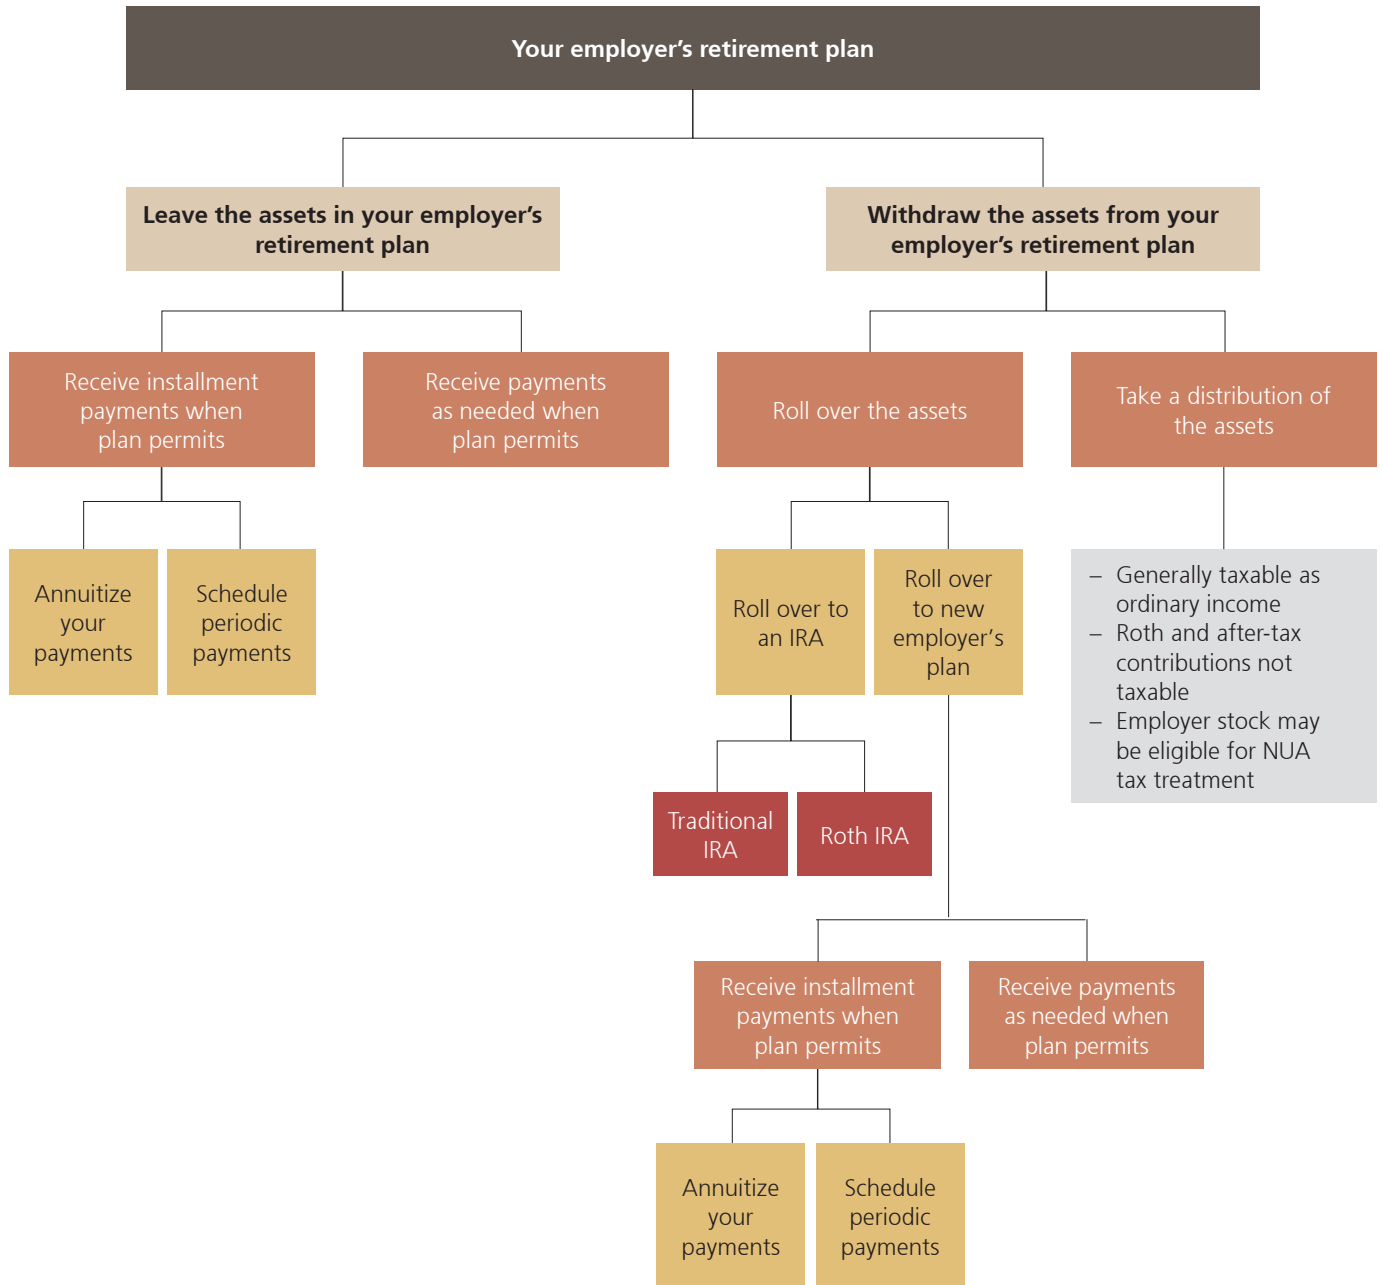 Your employer’s retirement plan
Leave the assets in your employer’s
retirement plan
Withdraw the assets from your
employer’s retirement plan
Receive installment
payments when
plan permits
Receive payments
as needed when
plan permits
Roll over the assets
Take a distribution of
the assets
Annuitize
your
payments
Schedule
periodic
payments
Roll over to
an IRA
Roll over
to new
employer’s
plan
– Generally taxable as
ordinary income
– Roth and after-tax
contributions not
taxable
– Employer stock may
be eligible for NUA
tax treatment
Traditional
IRA
Roth IRA
Receive installment
payments when
plan permits
Receive payments
as needed when
plan permits
Annuitize
your
payments
Schedule
periodic
payments